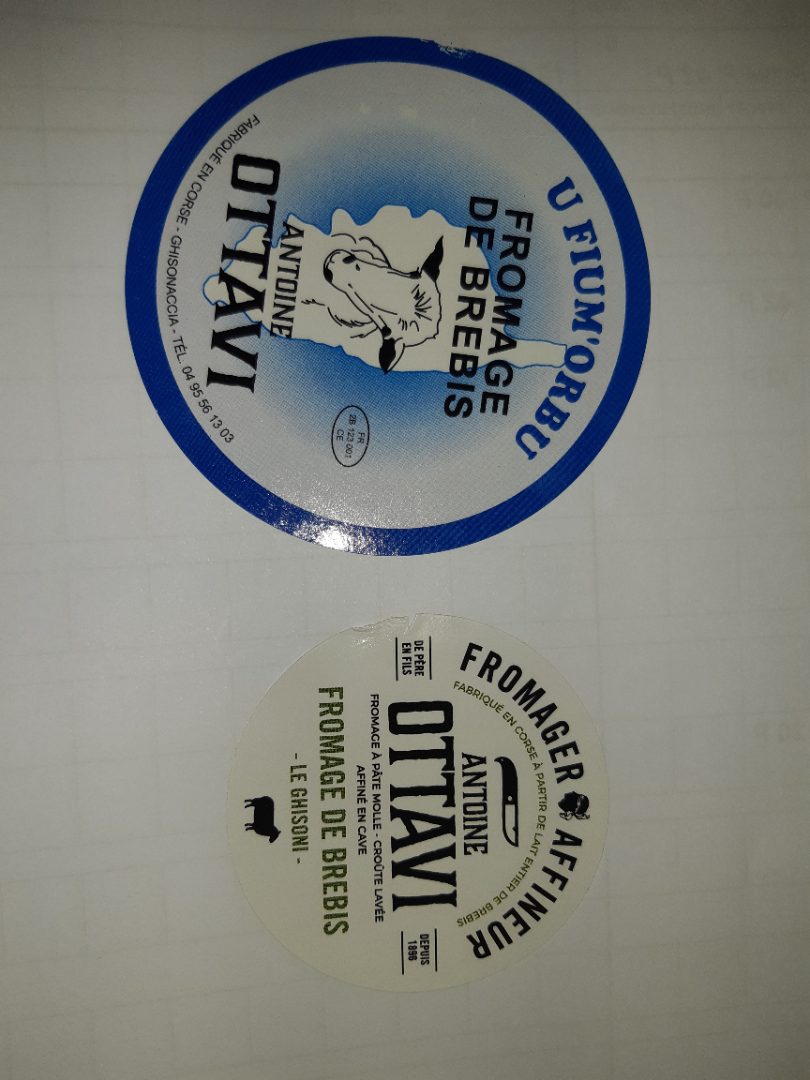 U FIUM'ORBU
FROMAGE
DE BREBIS
ANTOINE
OTTAVI
FR
2B 123 001
CE
FABRIQUÉ EN CORSE - GHISONACCIA - TÉL. 04 95 56 13 03
FROMAGER AFFINEUR
FABRIQUÉ EN CORSE À PARTIR DE LAIT ENTIER DE BREBIS
ANTOINE
OTTAVI
DE PÈRE
EN FILS
DEPUIS
1896
FROMAGE À PÂTE MOLLE - CROÛTE LAVÉE
AFFINÉ EN CAVE
FROMAGE DE BREBIS
- LE GHISONI -